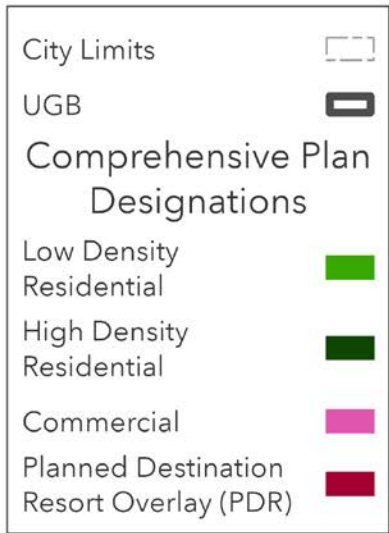 City Limits
UGB
Comprehensive Plan
Designations
Low Density
Residential
High Density
Residential
Commercial
Planned Destination
Resort Overlay (PDR)